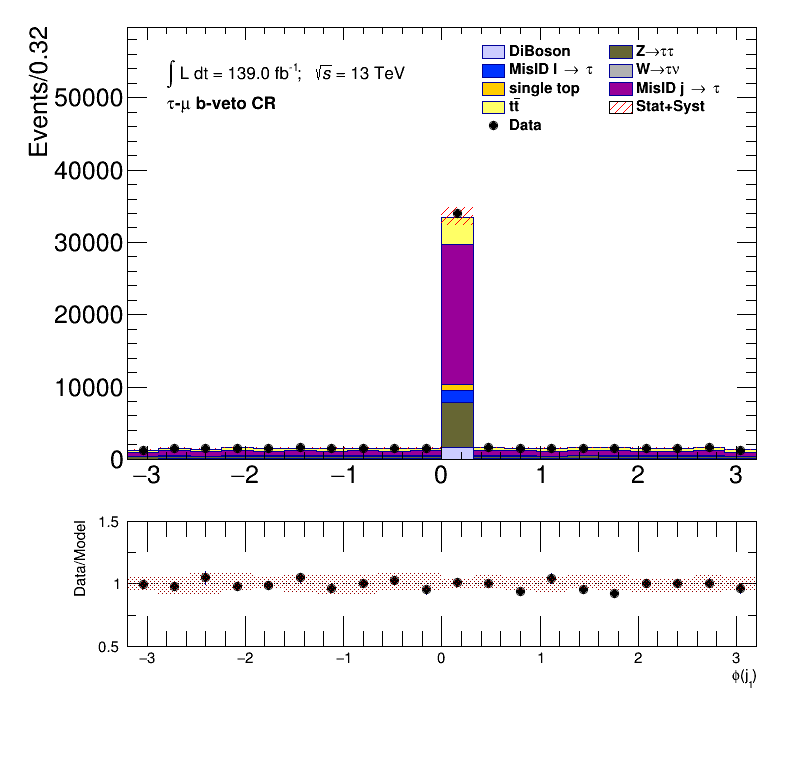 Events/0.32
∫ L dt = 139.0 fb⁻¹; √s = 13 TeV
τ-μ b-veto CR
DiBoson
MisID l → τ
single top
tt̄
Data
Z→ττ
W→τν
MisID j → τ
Stat+Syst
50000
40000
30000
20000
10000
0
−3 −2 −1 0 1 2 3
Data/Model
1.5
1
0.5
−3 −2 −1 0 1 2 3
ϕ(j₁)